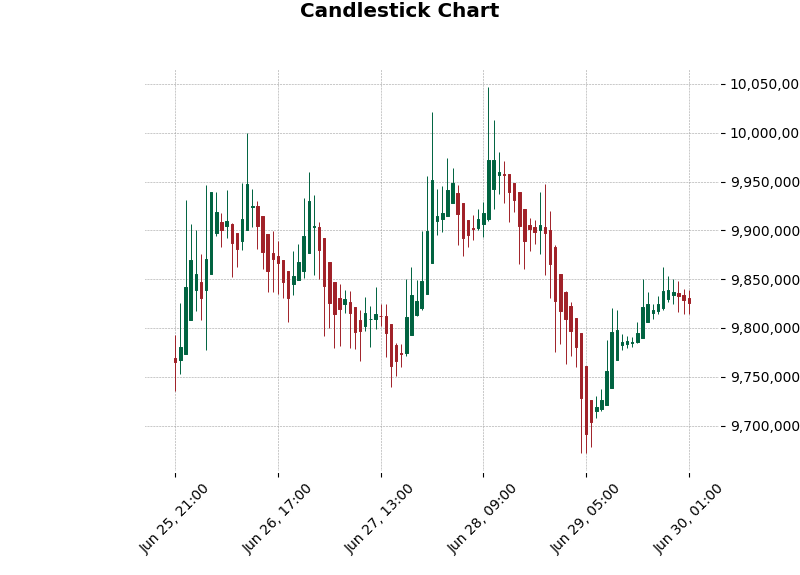 Candlestick Chart
10,050,00
10,000,00
9,950,000
9,900,000
9,850,000
9,800,000
9,750,000
9,700,000
Jun 25, 21:00
Jun 26, 17:00
Jun 27, 13:00
Jun 28, 09:00
Jun 29, 05:00
Jun 30, 01:00